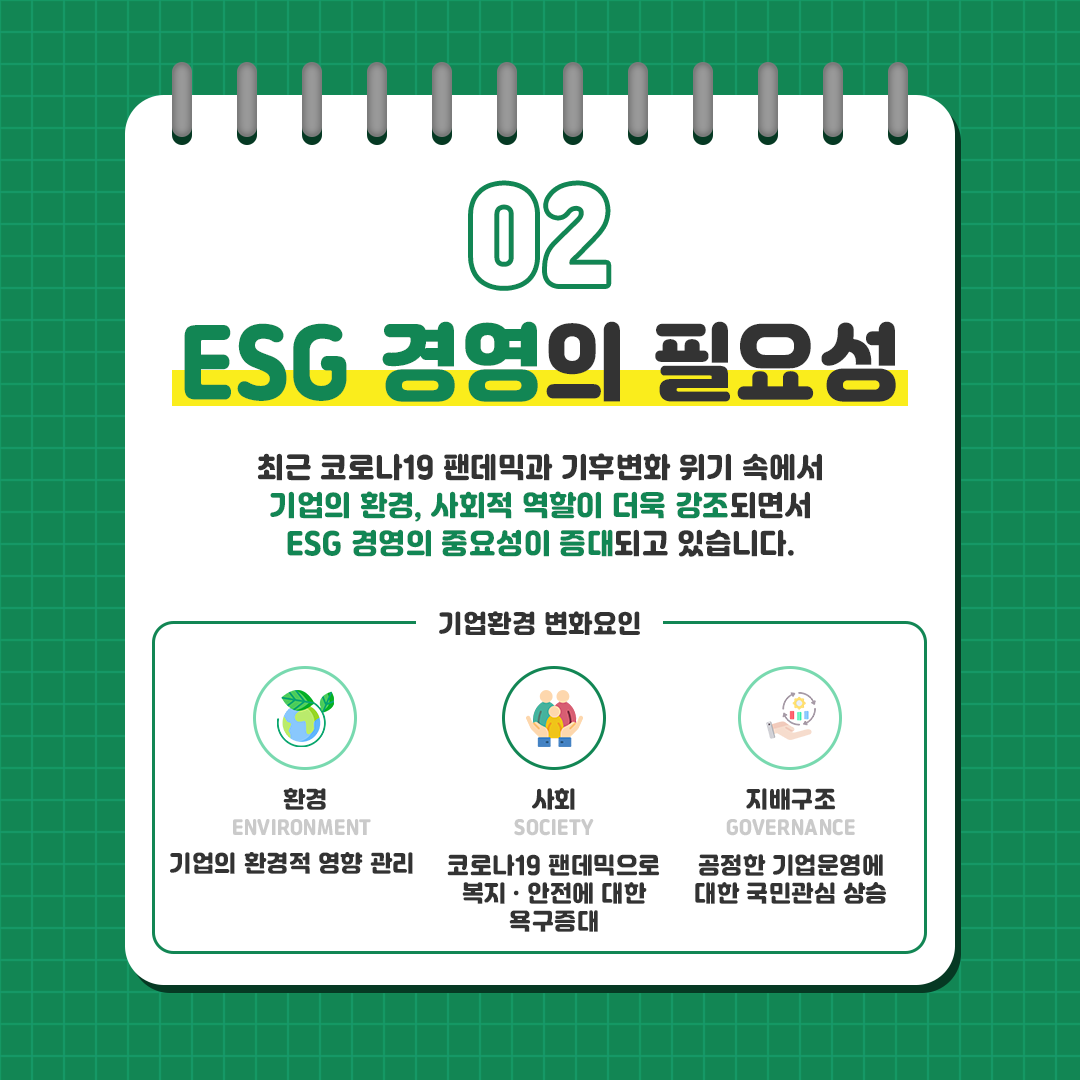 02
ESG 경영의 필요성
최근 코로나19 팬데믹과 기후변화 위기 속에서
기업의 환경, 사회적 역할이 더욱 강조되면서
ESG 경영의 중요성이 증대되고 있습니다.
기업환경 변화요인
환경
ENVIRONMENT
기업의 환경적 영향 관리
사회
SOCIETY
코로나19 팬데믹으로
복지 · 안전에 대한
욕구증대
지배구조
GOVERNANCE
공정한 기업운영에
대한 국민관심 상승